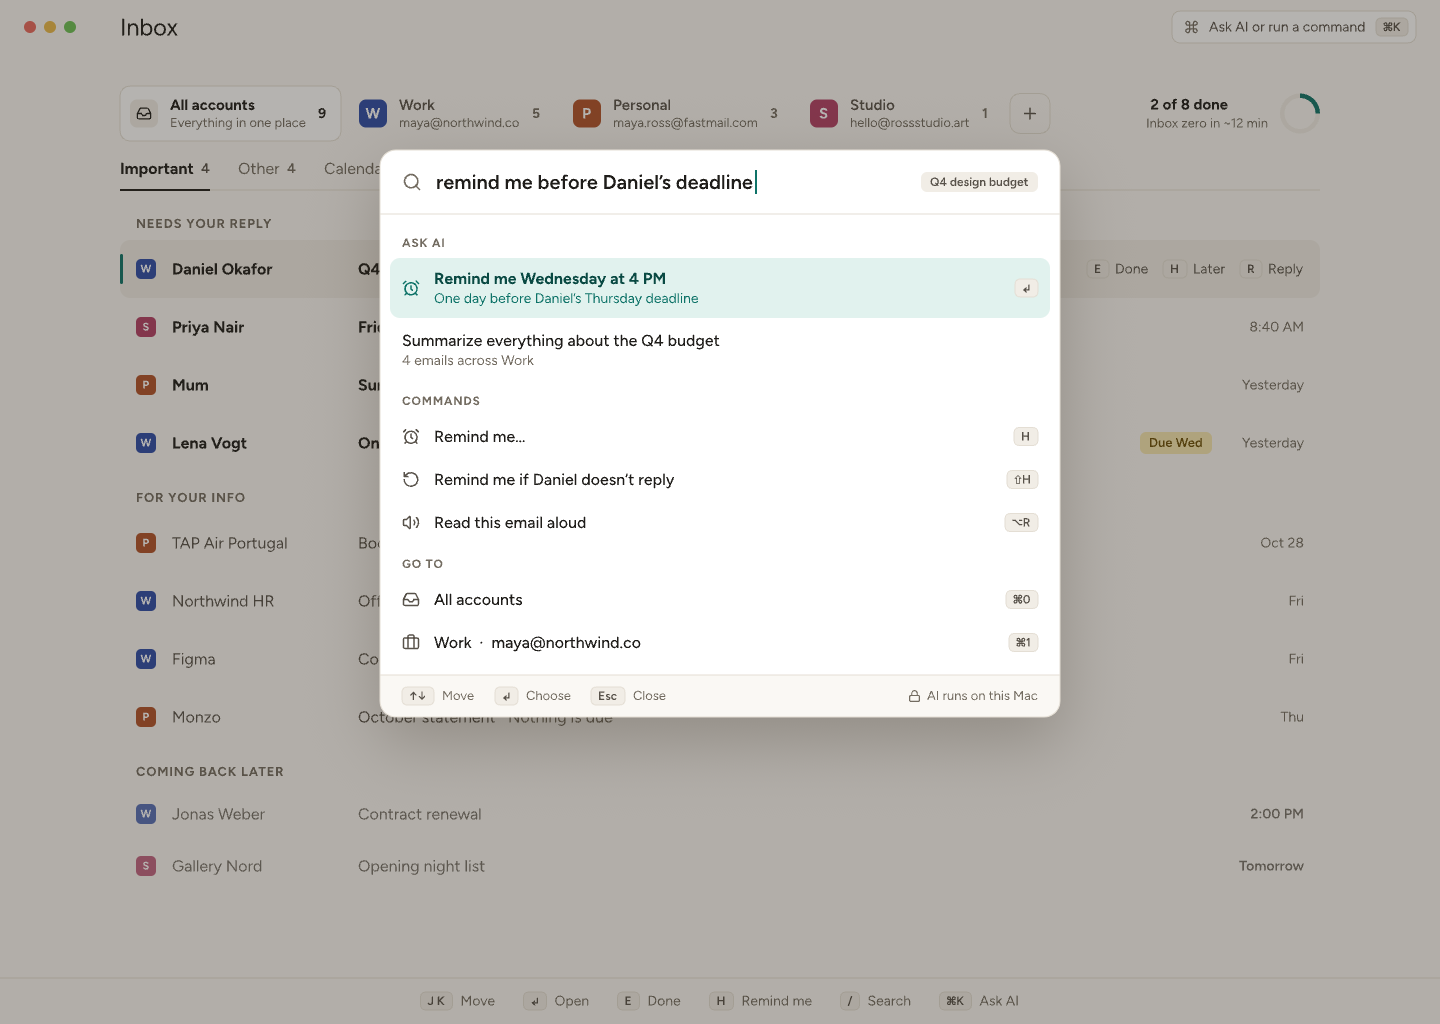 Inbox
Ask AI or run a command ⌘K
All accounts
Everything in one place
9
W
Work
maya@northwind.co
5
P
Personal
maya.ross@fastmail.com
3
S
Studio
hello@rossstudio.art
1
2 of 8 done
Inbox zero in ~12 min
Important 4
Other 4
remind me before Daniel’s deadline
Q4 design budget
ASK AI
Remind me Wednesday at 4 PM
One day before Daniel’s Thursday deadline
Summarize everything about the Q4 budget
4 emails across Work
COMMANDS
Remind me... H
Remind me if Daniel doesn’t reply ⇧H
Read this email aloud ⌥R
GO TO
All accounts ⌘0
Work · maya@northwind.co ⌘1
↑↓ Move ↲ Choose Esc Close
AI runs on this Mac
NEEDS YOUR REPLY
W Daniel Okafor Q4 E Done H Later R Reply
S Priya Nair 8:40 AM
P Mum Yesterday
W Lena Vogt Due Wed Yesterday
FOR YOUR INFO
P TAP Air Portugal Oct 28
W Northwind HR Fri
W Figma Fri
P Monzo October statement Nothing is due Thu
COMING BACK LATER
W Jonas Weber Contract renewal 2:00 PM
S Gallery Nord Opening night list Tomorrow
J K Move ↲ Open E Done H Remind me / Search ⌘K Ask AI